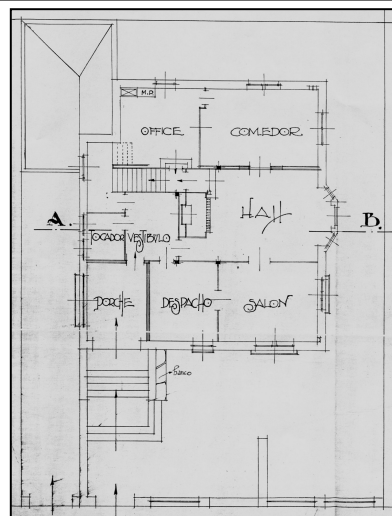 M.P.
OFFICE
COMEDOR
HALL
A.
B.
TOCADOR
VESTIBULO
PORCHE
DESPACHO
SALON
Banco